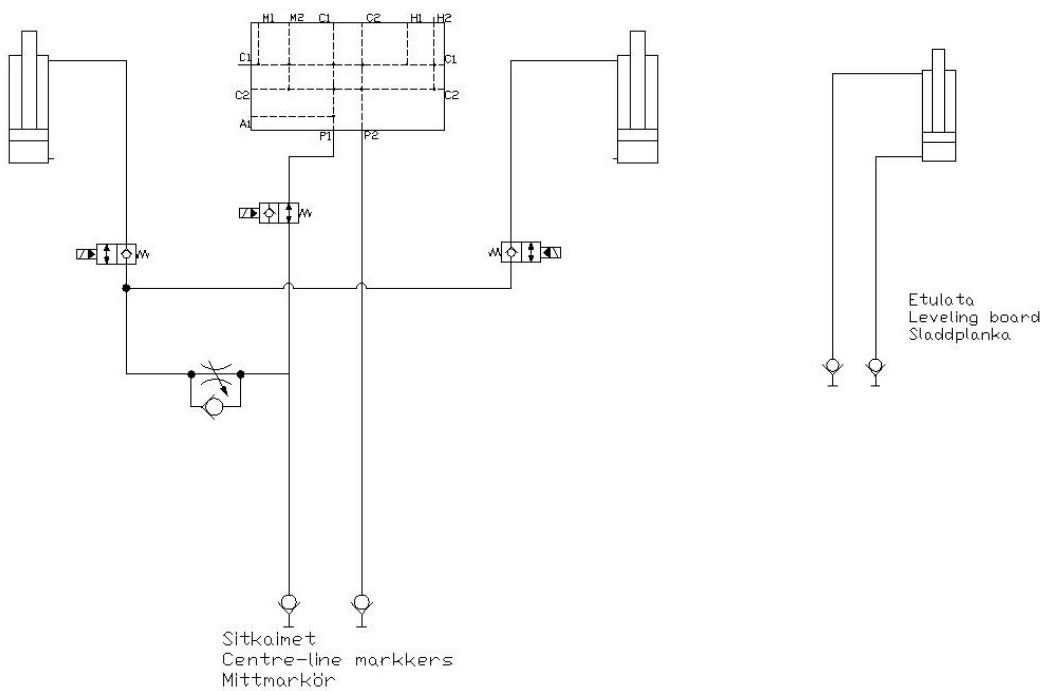 M1 M2 C1 C2 H1 H2
C1 C1
C2 C2
A1
P1 P2
Etulata
Leveling board
Sladdplanka
Sitkaimet
Centre-line markkers
Mittmarkör